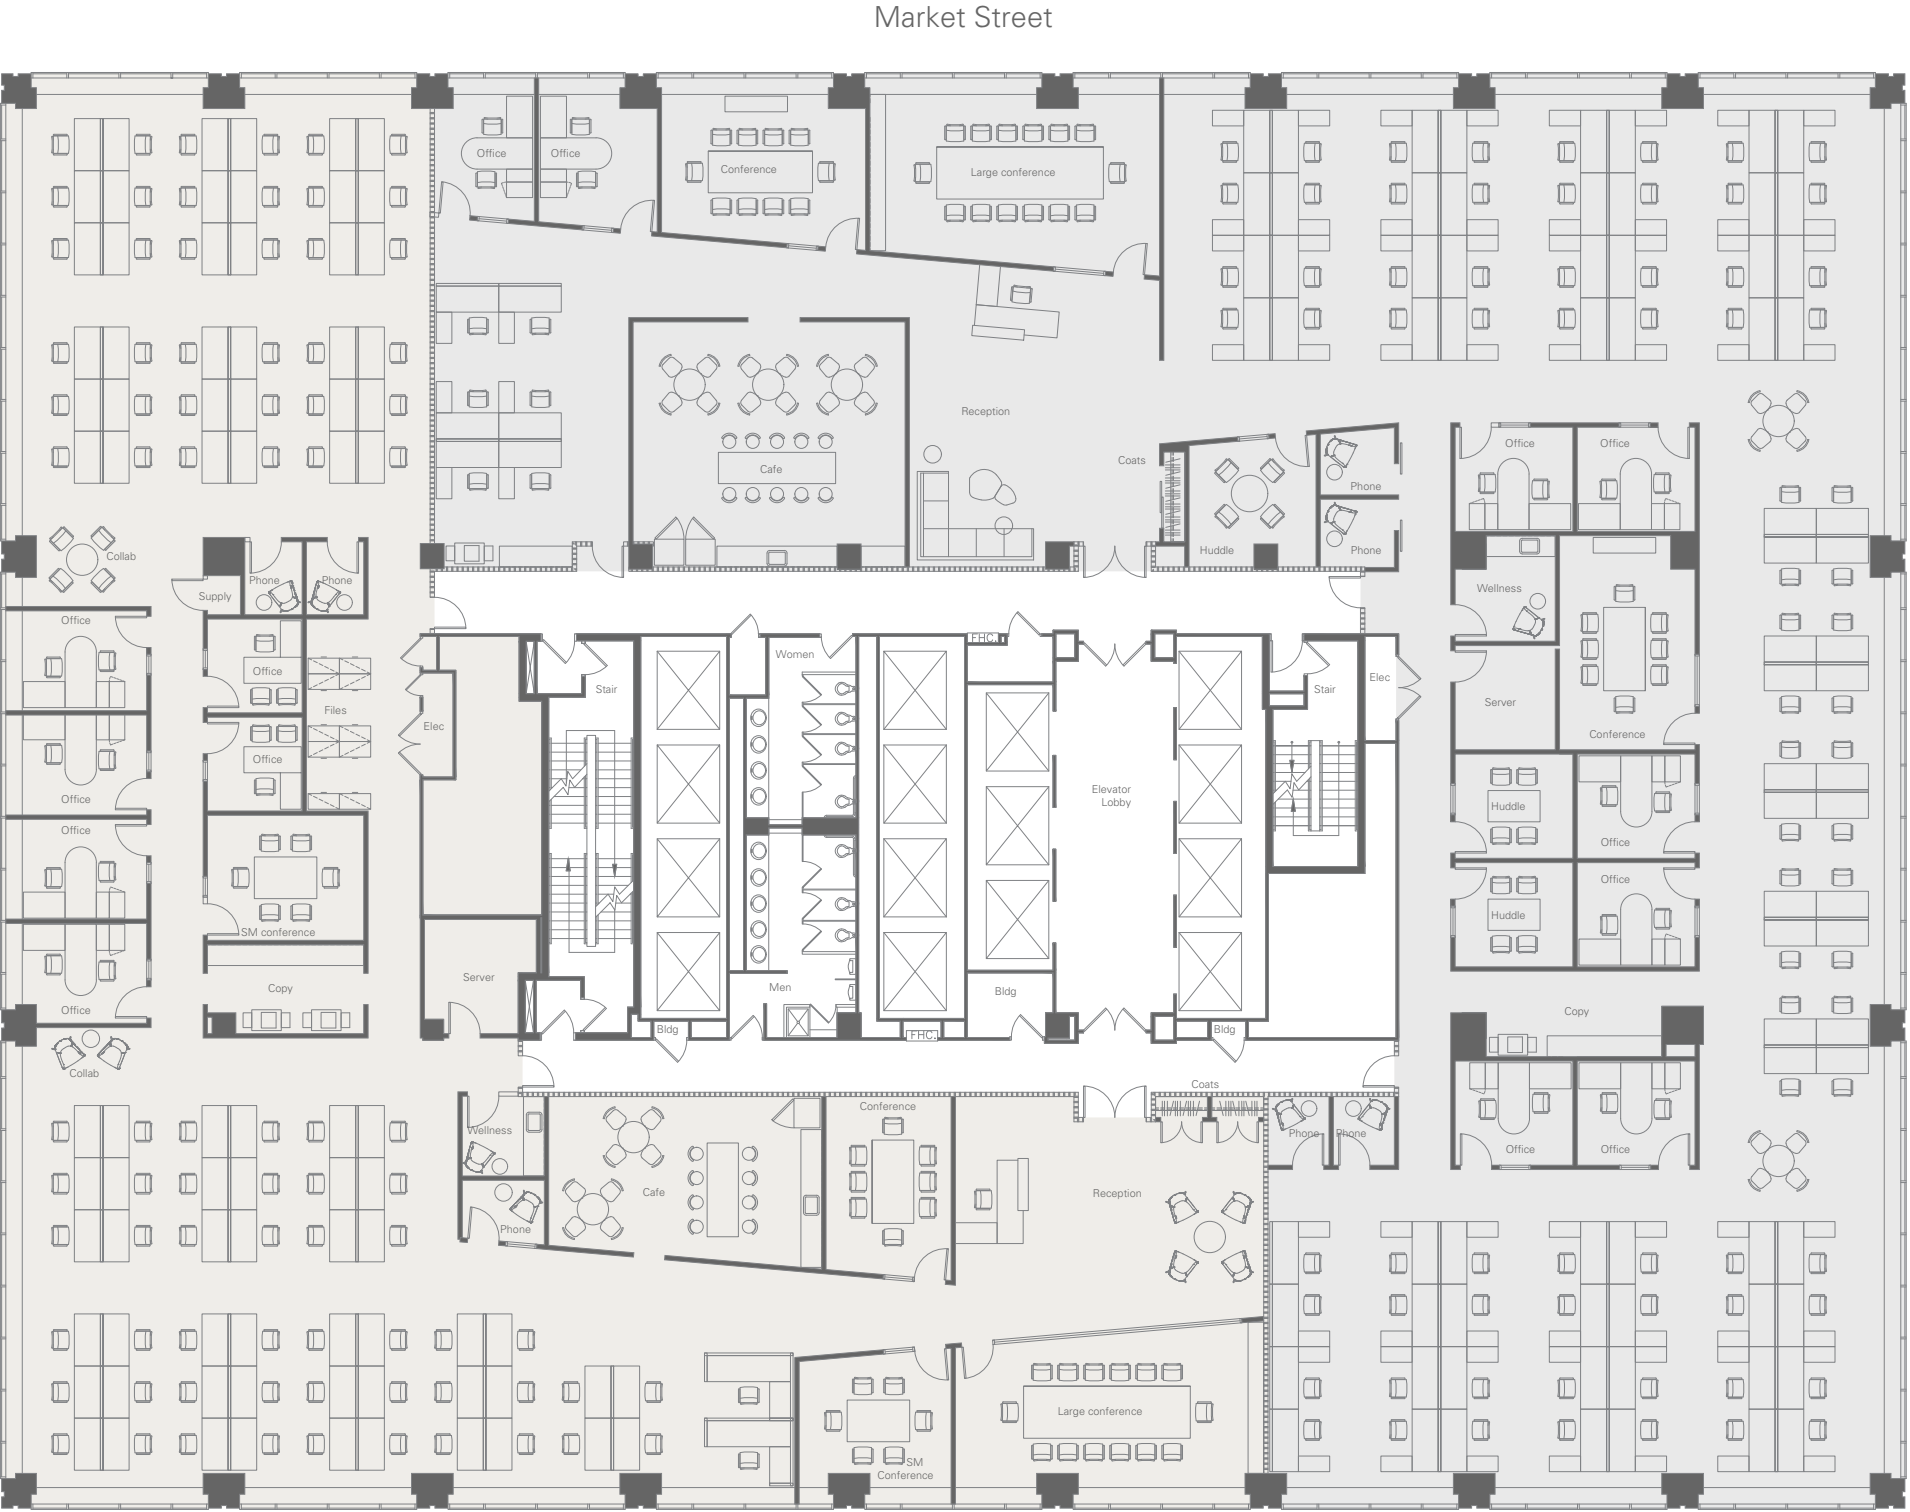 Market Street
Office
Office
Conference
Large conference
Reception
Cafe
Coats
Huddle
Phone
Phone
Office
Office
Collab
Supply
Phone
Phone
Wellness
Conference
Server
Office
Office
Office
Office
Office
Office
Office
Files
Elec
SM conference
Copy
Server
Collab
Stair
Women
FHC.
Elevator
Lobby
Stair
Elec
Men
Bldg
FHC.
Bldg
Bldg
Huddle
Office
Huddle
Office
Copy
Office
Office
Coats
Phone
Phone
Wellness
Phone
Cafe
Conference
Reception
SM
Conference
Large conference